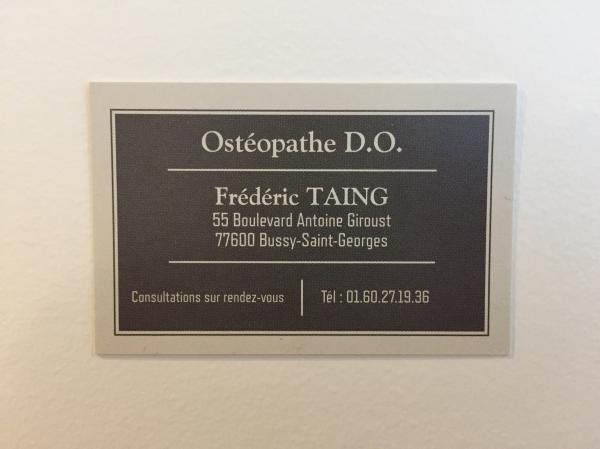 Ostéopathe D.O.
Frédéric TAING
55 Boulevard Antoine Giroust
77600 Bussy-Saint-Georges
Consultations sur rendez-vous
Tél : 01.60.27.19.36